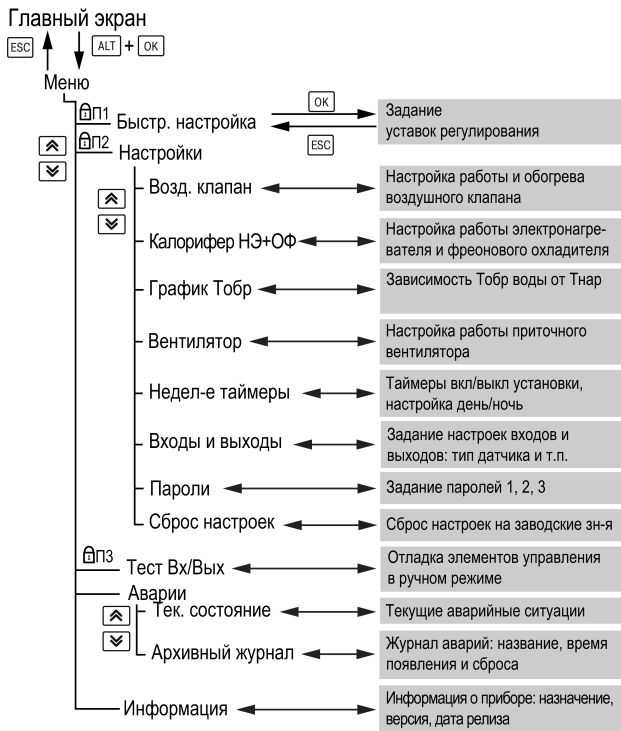 Главный экран
ESC
ALT + OK
Меню
П1
Быстр. настройка
OK
ESC
Задание
уставок регулирования
П2
Настройки
Возд. клапан
Настройка работы и обогрева
воздушного клапана
Калорифер НЭ+ОФ
Настройка работы электронагре-
вателя и фреонового охладителя
График Тобр
Зависимость Тобр воды от Тнар
Вентилятор
Настройка работы приточного
вентилятора
Недел-е таймеры
Таймеры вкл/выкл установки,
настройка день/ночь
Входы и выходы
Задание настроек входов и
выходов: тип датчика и т.п.
Пароли
Задание паролей 1, 2, 3
Сброс настроек
Сброс настроек на заводские зн-я
П3
Тест Вх/Вых
Отладка элементов управления
в ручном режиме
Аварии
Тек. состояние
Текущие аварийные ситуации
Архивный журнал
Журнал аварий: название, время
появления и сброса
Информация
Информация о приборе: назначение,
версия, дата релиза